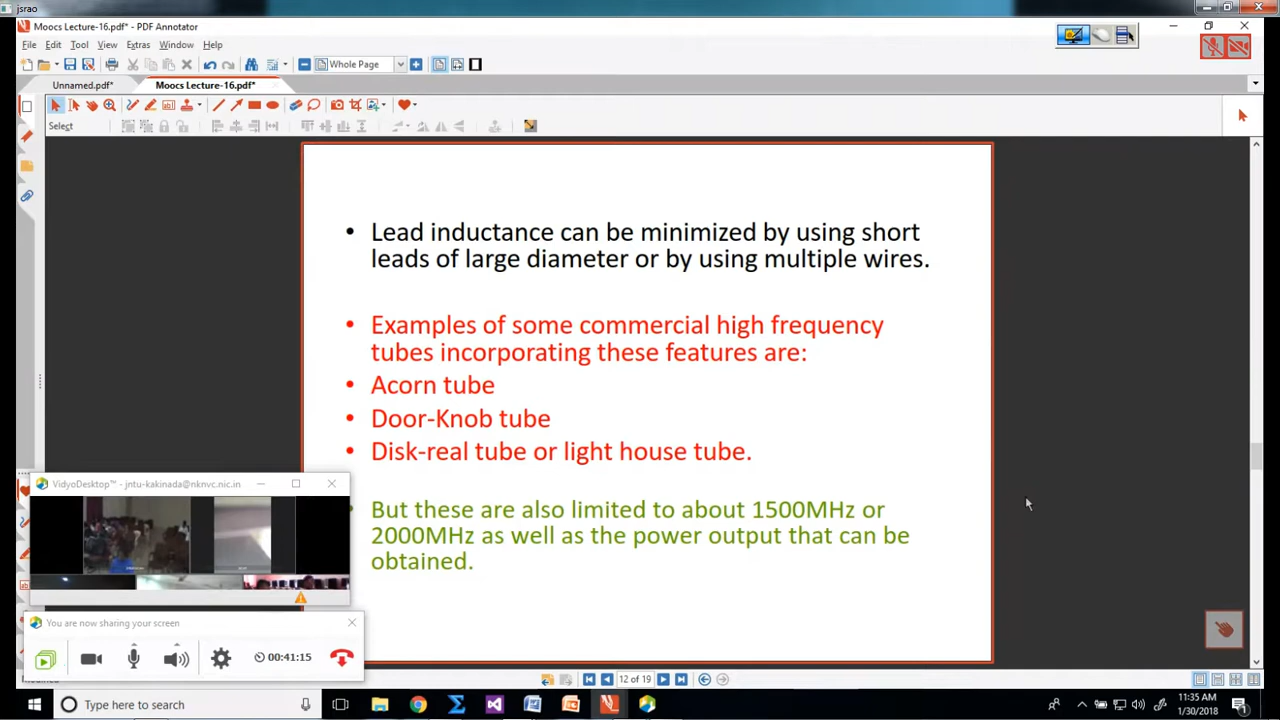 jsrao
Moocs Lecture-16.pdf* - PDF Annotator
File Edit Tool View Extras Window Help
Whole Page
Unnamed.pdf* Moocs Lecture-16.pdf*
Select
• Lead inductance can be minimized by using short
leads of large diameter or by using multiple wires.
• Examples of some commercial high frequency
tubes incorporating these features are:
• Acorn tube
• Door-Knob tube
• Disk-real tube or light house tube.
But these are also limited to about 1500MHz or
2000MHz as well as the power output that can be
obtained.
VidyoDesktop™ - jntu-kakinada@nknvc.nic.in
You are now sharing your screen
00:41:15
12 of 19
Type here to search
11:35 AM
1/30/2018